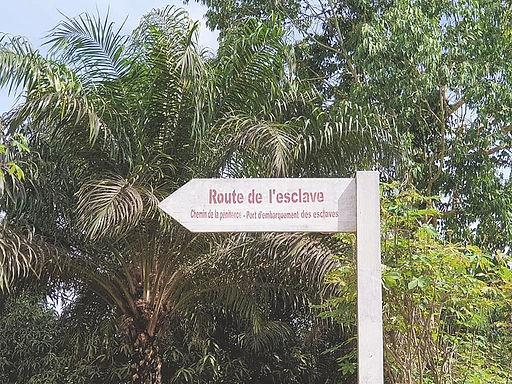 Route de l'esclave
Chemin de la pénitence - Port d'embarquement des esclaves